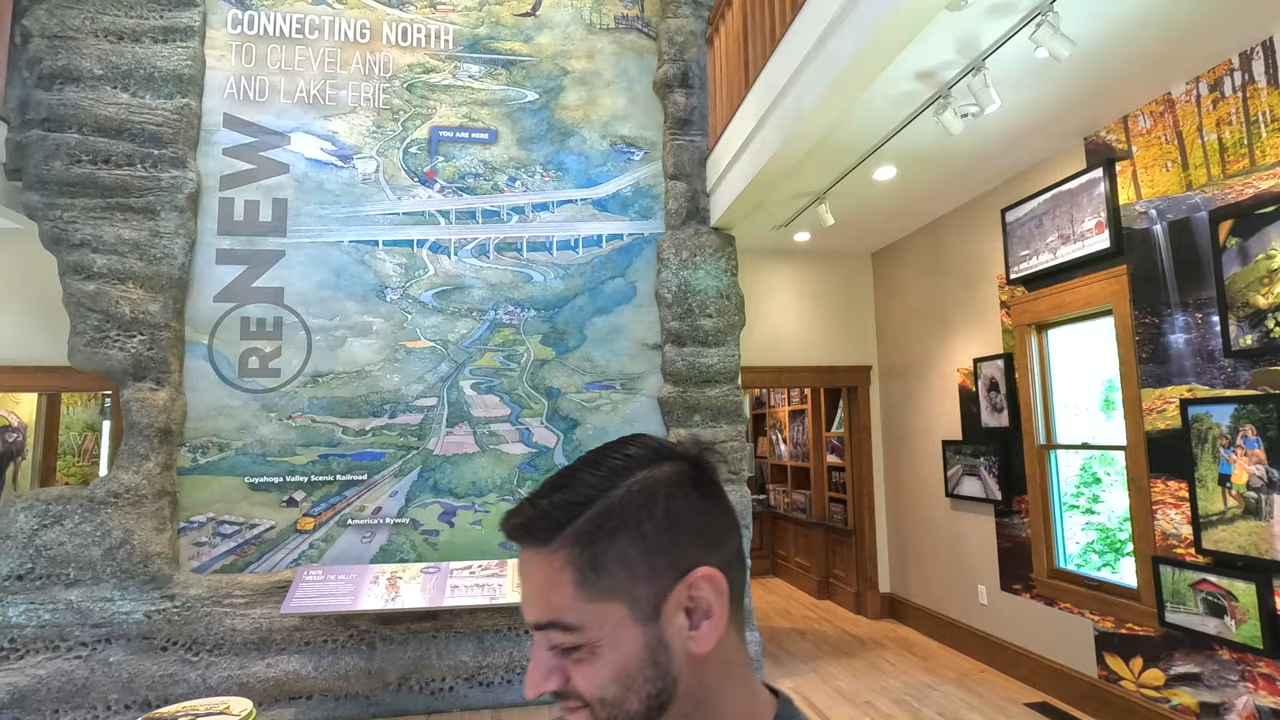 CONNECTING NORTH
TO CLEVELAND
AND LAKE ERIE
YOU ARE HERE
RENEW
Cuyahoga Valley Scenic Railroad
America's Byway
A PATH
THROUGH THE VALLEY
YA